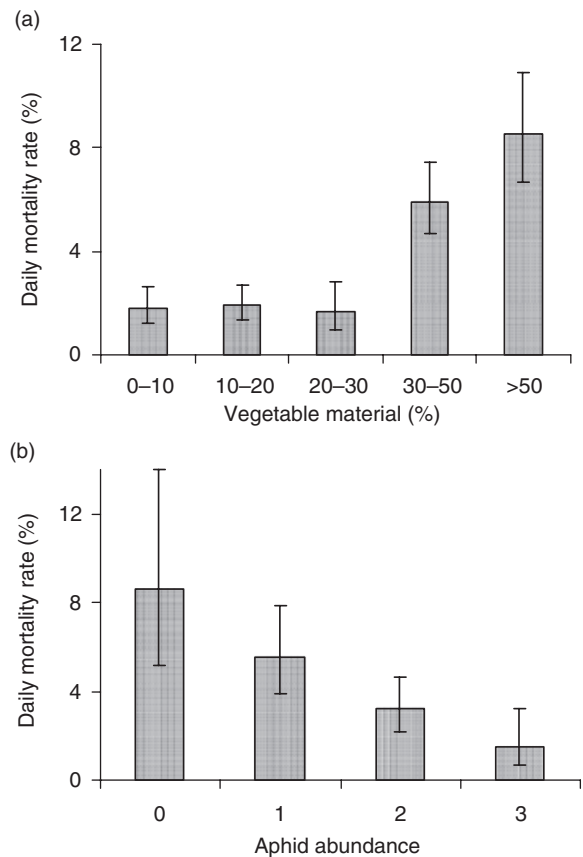 (a)
12
8
4
0
Daily mortality rate (%)
0–10 10–20 20–30 30–50 >50
Vegetable material (%)
(b)
12
8
4
0
Daily mortality rate (%)
0 1 2 3
Aphid abundance